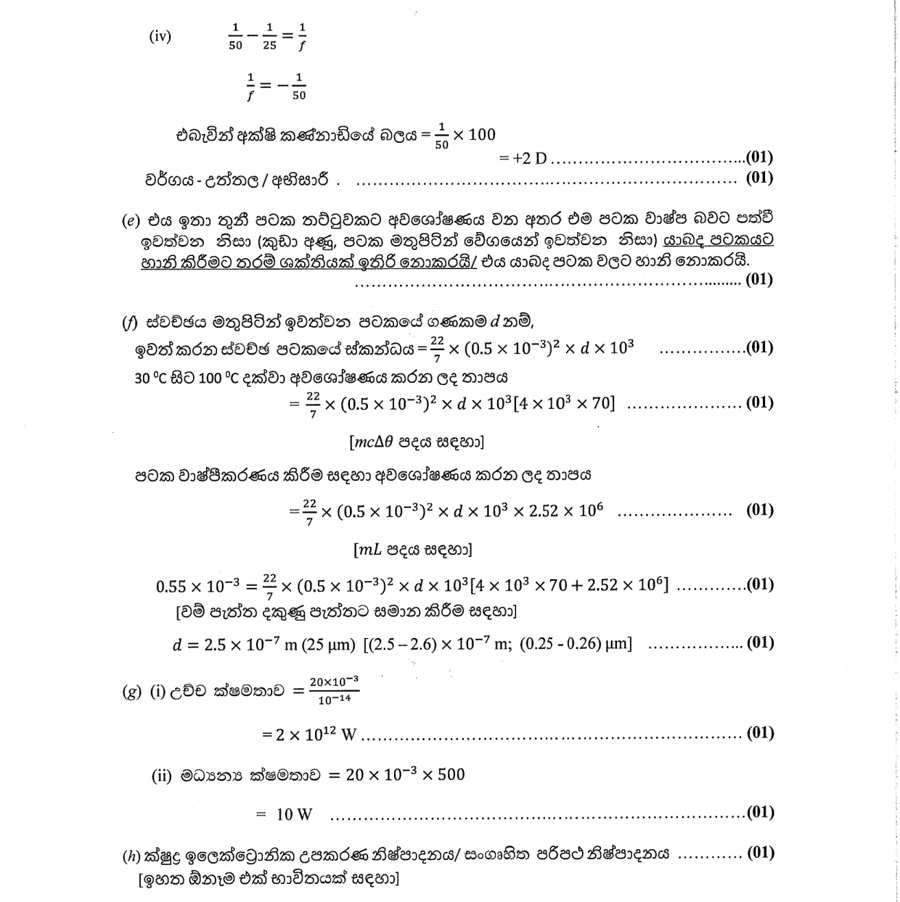 (iv) 1/50 − 1/25 = 1/f
1/f = − 1/50
එබැවින් අක්ෂි කණ්නාඩියේ බලය = 1/50 × 100
= +2 D ……………………………..(01)
වර්ගය - උත්තල / අභිසාරී . ……………………………………………………………… (01)
(e) එය ඉතා තුනී පටක තට්ටුවකට අවශෝෂණය වන අතර එම පටක වාෂ්ප බවට පත්වී
ඉවත්වන නිසා (කුඩා අණු, පටක මතුපිටින් වේගයෙන් ඉවත්වන නිසා) යාබද පටකයට
හානි කිරීමට තරම් ශක්තියක් ඉතිරි නොකරයි/ එය යාබද පටක වලට හානි නොකරයි.
……………………………………………………......... (01)
(f) ස්වච්ඡය මතුපිටින් ඉවත්වන පටකයේ ගණකම d නම්,
ඉවත් කරන ස්වච්ඡ පටකයේ ස්කන්ධය = 22/7 × (0.5 × 10⁻³)² × d × 10³ …………….(01)
30 ⁰C සිට 100 ⁰C දක්වා අවශෝෂණය කරන ලද තාපය
= 22/7 × (0.5 × 10⁻³)² × d × 10³[4 × 10³ × 70] ………………… (01)
[mcΔθ පදය සඳහා]
පටක වාෂ්පීකරණය කිරීම සඳහා අවශෝෂණය කරන ලද තාපය
= 22/7 × (0.5 × 10⁻³)² × d × 10³ × 2.52 × 10⁶ ………………… (01)
[mL පදය සඳහා]
0.55 × 10⁻³ = 22/7 × (0.5 × 10⁻³)² × d × 10³[4 × 10³ × 70 + 2.52 × 10⁶] ………….(01)
[වම් පැත්ත දකුණු පැත්තට සමාන කිරීම සඳහා]
d = 2.5 × 10⁻⁷ m (25 μm) [(2.5 – 2.6) × 10⁻⁷ m; (0.25 - 0.26) μm] …………….. (01)
(g) (i) උච්ච ක්ෂමතාව = 20×10⁻³/10⁻¹⁴
= 2 × 10¹² W ……………………………………………………………… (01)
(ii) මධ්‍යන්‍ය ක්ෂමතාව = 20 × 10⁻³ × 500
= 10 W ……………………………………………………………………(01)
(h) ක්ෂුද්‍ර ඉලෙක්ට්‍රොනික උපකරණ නිෂ්පාදනය/ සංගෘහිත පරිපථ නිෂ්පාදනය ………… (01)
[ඉහත ඕනෑම එක් භාවිතයක් සඳහා]